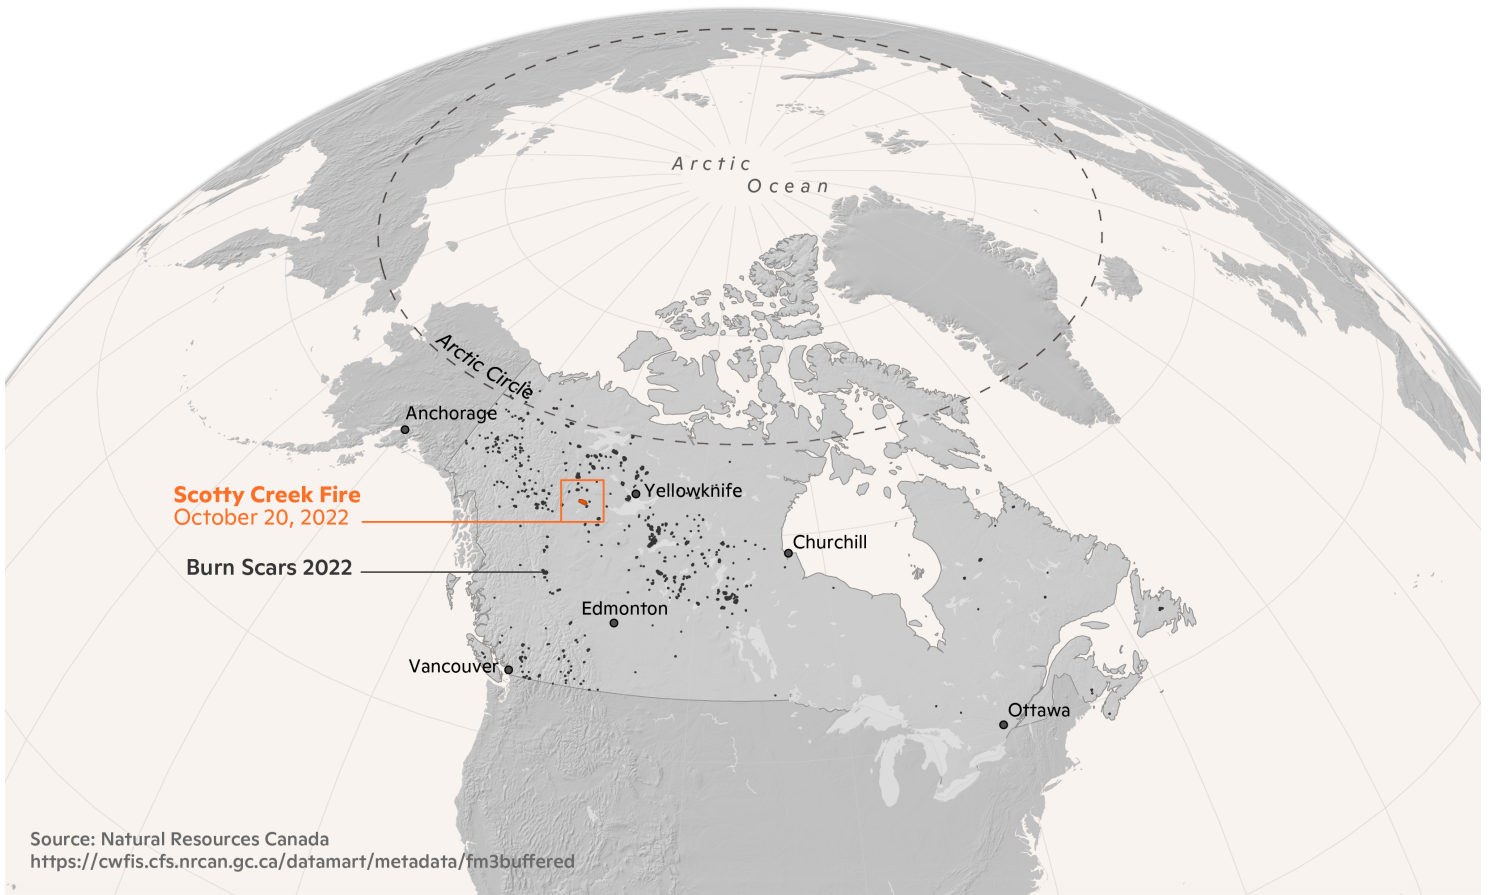 Arctic
Ocean
Arctic Circle
Anchorage
Scotty Creek Fire
October 20, 2022
Yellowknife
Churchill
Burn Scars 2022
Edmonton
Vancouver
Ottawa
Source: Natural Resources Canada
https://cwfis.cfs.nrcan.gc.ca/datamart/metadata/fm3buffered